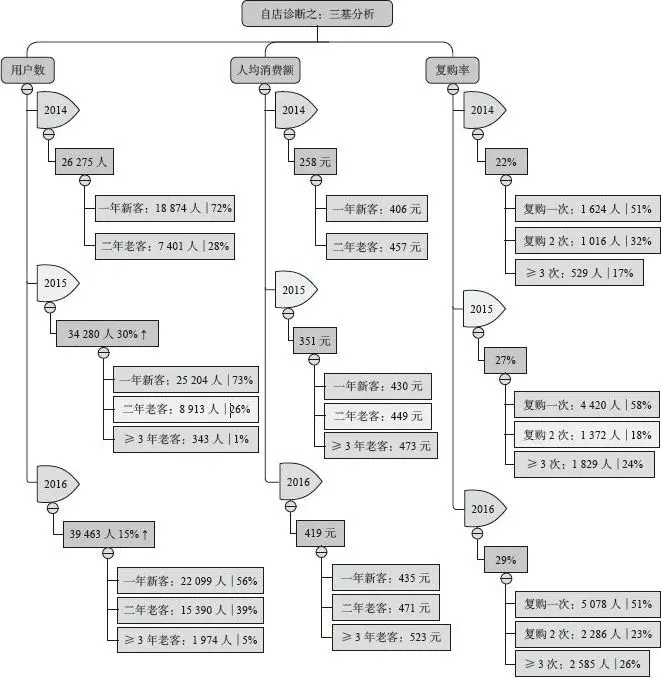 自店诊断之：三基分析
用户数
2014
26 275 人
一年新客：18 874 人 | 72%
二年老客：7 401 人 | 28%
2015
34 280 人 30% ↑
一年新客：25 204 人 | 73%
二年老客：8 913 人 | 26%
≥ 3 年老客：343 人 | 1%
2016
39 463 人 15% ↑
一年新客：22 099 人 | 56%
二年老客：15 390 人 | 39%
≥ 3 年老客：1 974 人 | 5%
人均消费额
2014
258 元
一年新客：406 元
二年老客：457 元
2015
351 元
一年新客：430 元
二年老客：449 元
≥ 3 年老客：473 元
2016
419 元
一年新客：435 元
二年老客：471 元
≥ 3 年老客：523 元
复购率
2014
22%
复购一次：1 624 人 | 51%
复购 2 次：1 016 人 | 32%
≥ 3 次：529 人 | 17%
2015
27%
复购一次：4 420 人 | 58%
复购 2 次：1 372 人 | 18%
≥ 3 次：1 829 人 | 24%
2016
29%
复购一次：5 078 人 | 51%
复购 2 次：2 286 人 | 23%
≥ 3 次：2 585 人 | 26%